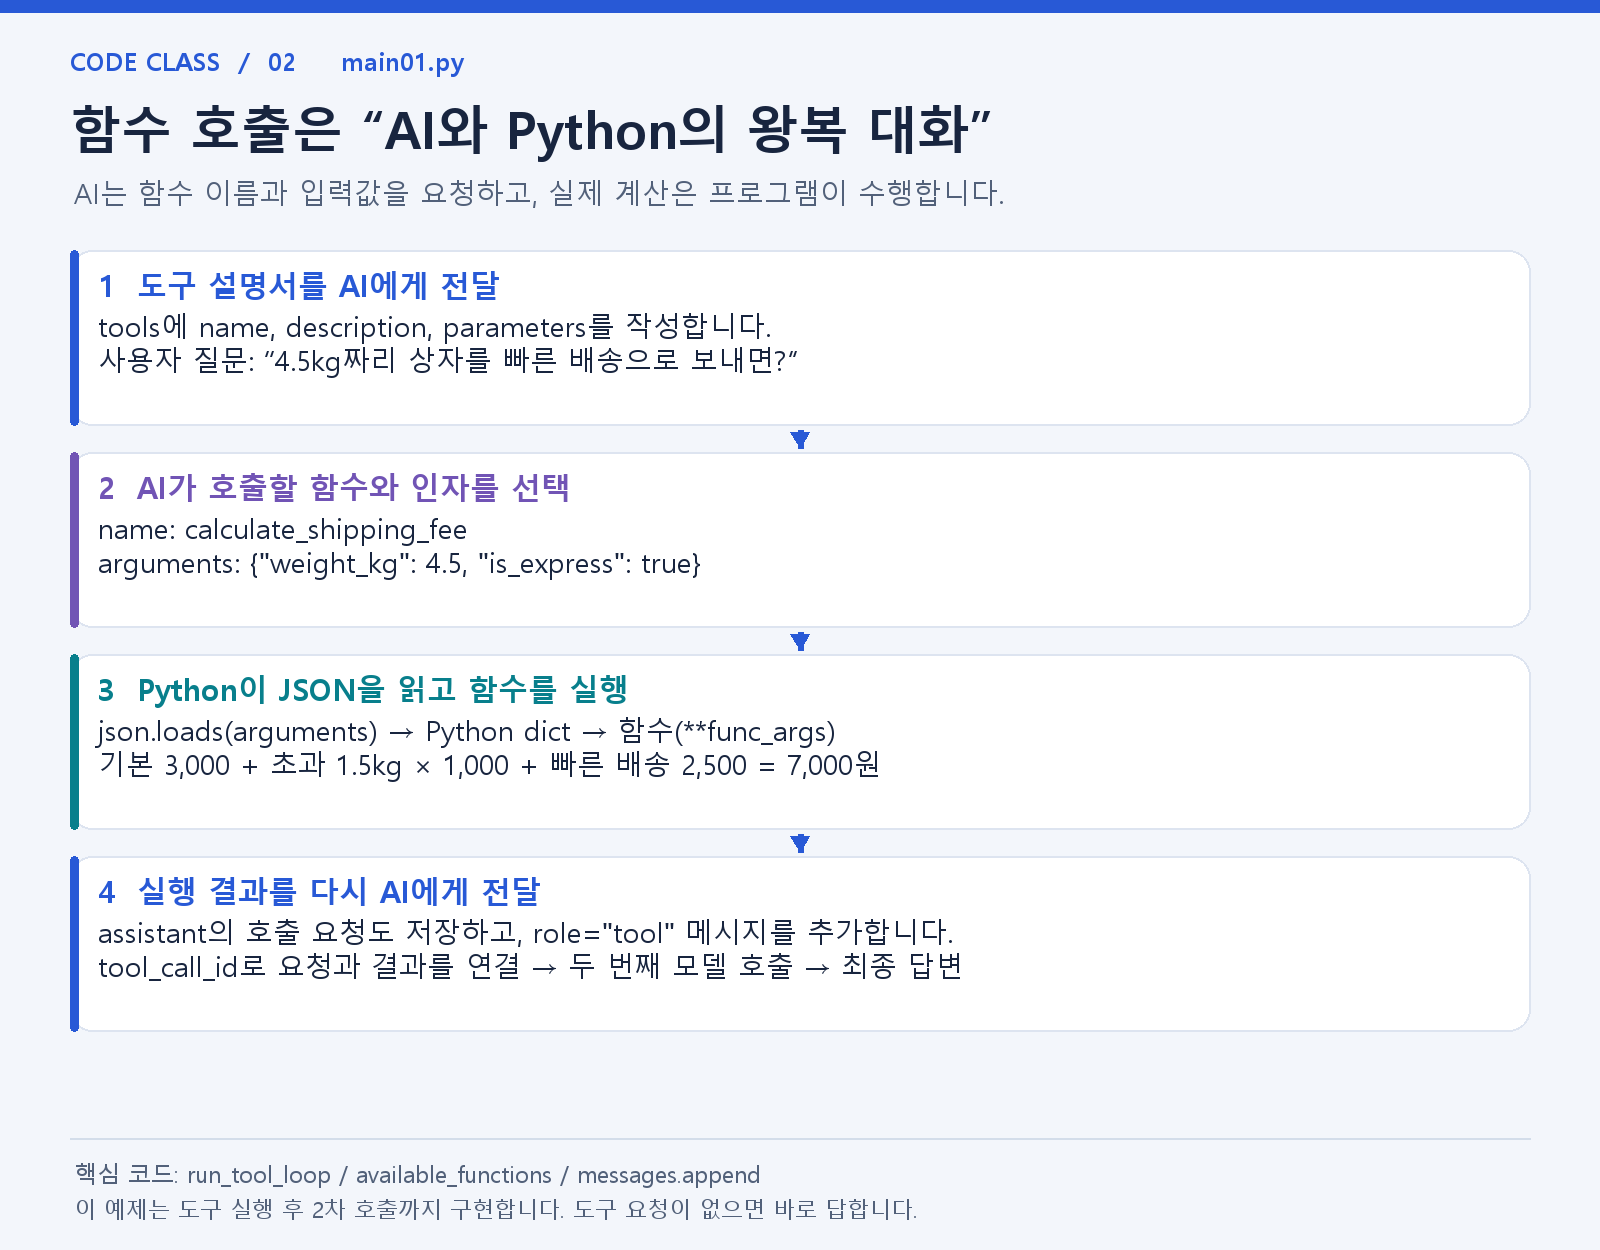 CODE CLASS / 02 main01.py
함수 호출은 “AI와 Python의 왕복 대화”
AI는 함수 이름과 입력값을 요청하고, 실제 계산은 프로그램이 수행합니다.
1 도구 설명서를 AI에게 전달
tools에 name, description, parameters를 작성합니다.
사용자 질문: “4.5kg짜리 상자를 빠른 배송으로 보내면?”
2 AI가 호출할 함수와 인자를 선택
name: calculate_shipping_fee
arguments: {"weight_kg": 4.5, "is_express": true}
3 Python이 JSON을 읽고 함수를 실행
json.loads(arguments) → Python dict → 함수(**func_args)
기본 3,000 + 초과 1.5kg × 1,000 + 빠른 배송 2,500 = 7,000원
4 실행 결과를 다시 AI에게 전달
assistant의 호출 요청도 저장하고, role="tool" 메시지를 추가합니다.
tool_call_id로 요청과 결과를 연결 → 두 번째 모델 호출 → 최종 답변
핵심 코드: run_tool_loop / available_functions / messages.append
이 예제는 도구 실행 후 2차 호출까지 구현합니다. 도구 요청이 없으면 바로 답합니다.